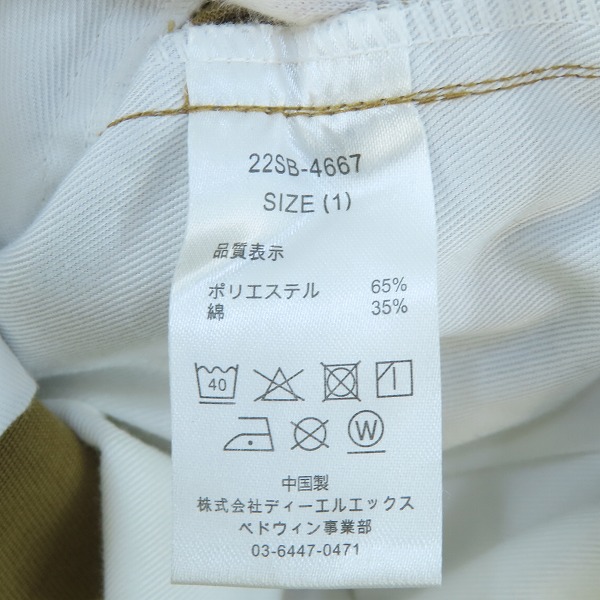 22SB-4667
SIZE (1)
品質表示
ポリエステル 65%
綿 35%
40
W
中国製
株式会社ディーエルエックス
ベドウィン事業部
03-6447-0471